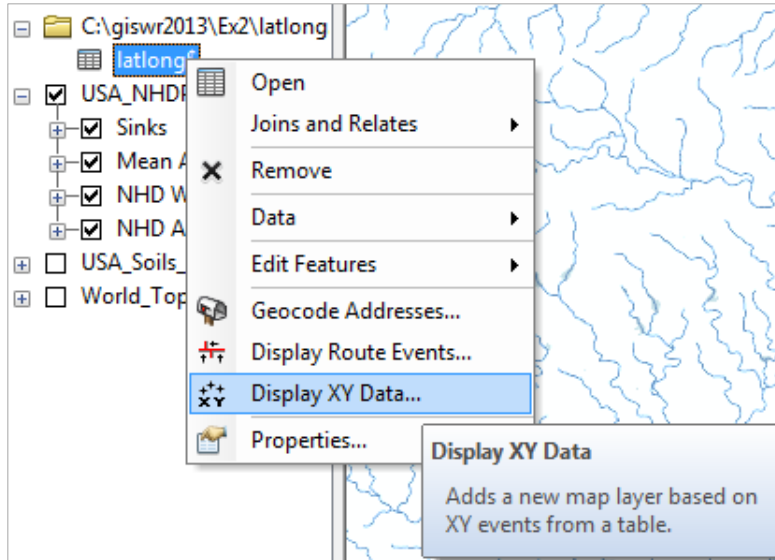 C:\giswr2013\Ex2\latlong
latlong$
USA_NHDP
Sinks
Mean A
NHD W
NHD A
USA_Soils_
World_Top
Open
Joins and Relates
Remove
Data
Edit Features
Geocode Addresses...
Display Route Events...
XY Display XY Data...
Properties...
Display XY Data
Adds a new map layer based on
XY events from a table.